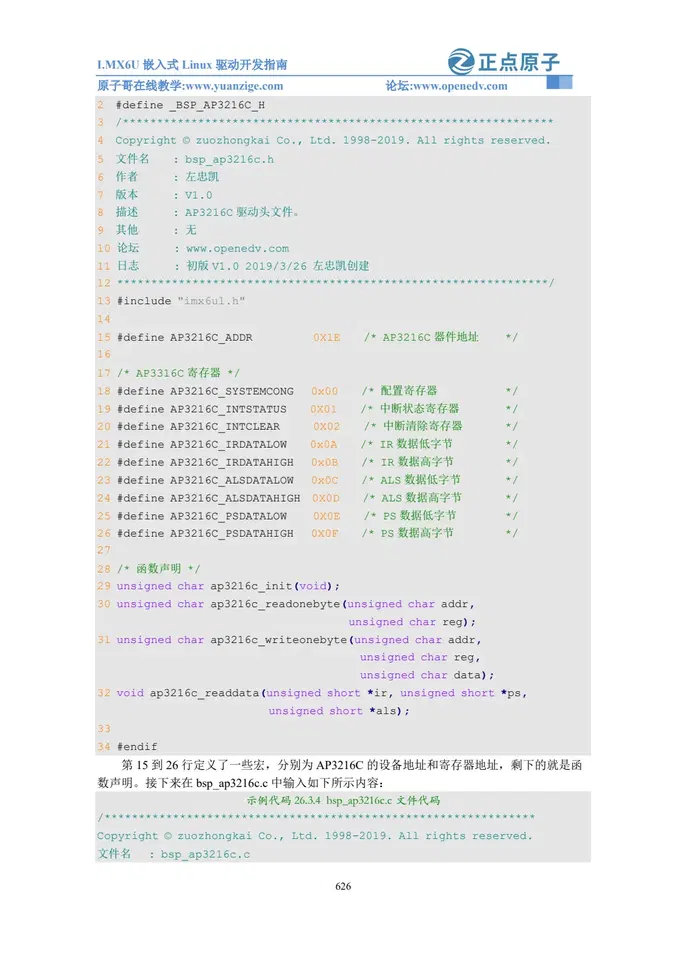 I.MX6U 嵌入式 Linux 驱动开发指南
正点原子
原子哥在线教学:www.yuanzige.com 论坛:www.openedv.com
2 #define _BSP_AP3216C_H
3 /***************************************************************
4 Copyright © zuozhongkai Co., Ltd. 1998-2019. All rights reserved.
5 文件名 : bsp_ap3216c.h
6 作者 : 左忠凯
7 版本 : V1.0
8 描述 : AP3216C 驱动头文件。
9 其他 : 无
10 论坛 : www.openedv.com
11 日志 : 初版 V1.0 2019/3/26 左忠凯创建
12 ***************************************************************/
13 #include "imx6ul.h"
14
15 #define AP3216C_ADDR 0X1E /* AP3216C 器件地址 */
16
17 /* AP3316C 寄存器 */
18 #define AP3216C_SYSTEMCONG 0x00 /* 配置寄存器 */
19 #define AP3216C_INTSTATUS 0X01 /* 中断状态寄存器 */
20 #define AP3216C_INTCLEAR 0X02 /* 中断清除寄存器 */
21 #define AP3216C_IRDATALOW 0x0A /* IR 数据低字节 */
22 #define AP3216C_IRDATAHIGH 0x0B /* IR 数据高字节 */
23 #define AP3216C_ALSDATALOW 0x0C /* ALS 数据低字节 */
24 #define AP3216C_ALSDATAHIGH 0X0D /* ALS 数据高字节 */
25 #define AP3216C_PSDATALOW 0X0E /* PS 数据低字节 */
26 #define AP3216C_PSDATAHIGH 0X0F /* PS 数据高字节 */
27
28 /* 函数声明 */
29 unsigned char ap3216c_init(void);
30 unsigned char ap3216c_readonebyte(unsigned char addr,
unsigned char reg);
31 unsigned char ap3216c_writeonebyte(unsigned char addr,
unsigned char reg,
unsigned char data);
32 void ap3216c_readdata(unsigned short *ir, unsigned short *ps,
unsigned short *als);
33
34 #endif
第 15 到 26 行定义了一些宏，分别为 AP3216C 的设备地址和寄存器地址，剩下的就是函
数声明。接下来在 bsp_ap3216c.c 中输入如下所示内容：
示例代码 26.3.4 bsp_ap3216c.c 文件代码
/***************************************************************
Copyright © zuozhongkai Co., Ltd. 1998-2019. All rights reserved.
文件名 : bsp_ap3216c.c
626